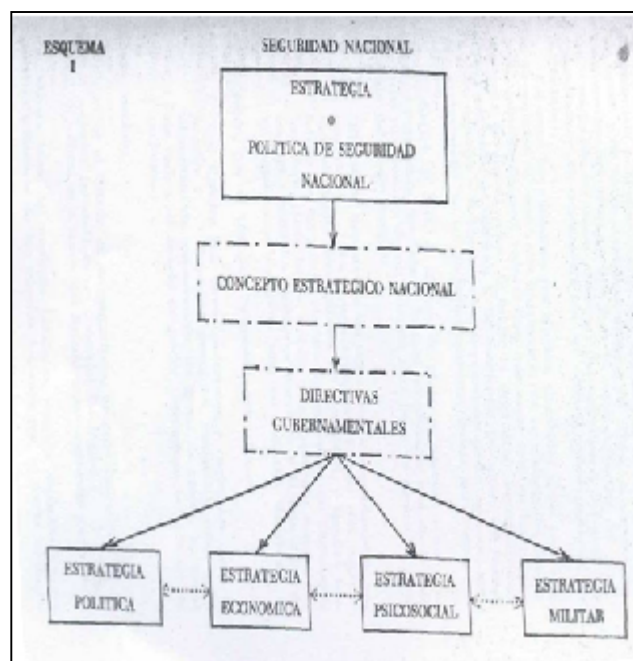 ESQUEMA
I
SEGURIDAD NACIONAL
ESTRATEGIA
POLITICA DE SEGURIDAD
NACIONAL
CONCEPTO ESTRATEGICO NACIONAL
DIRECTIVAS
GUBERNAMENTALES
ESTRATEGIA
POLITICA
ESTRATEGIA
ECONOMICA
ESTRATEGIA
PSICOSOCIAL
ESTRATEGIA
MILITAR